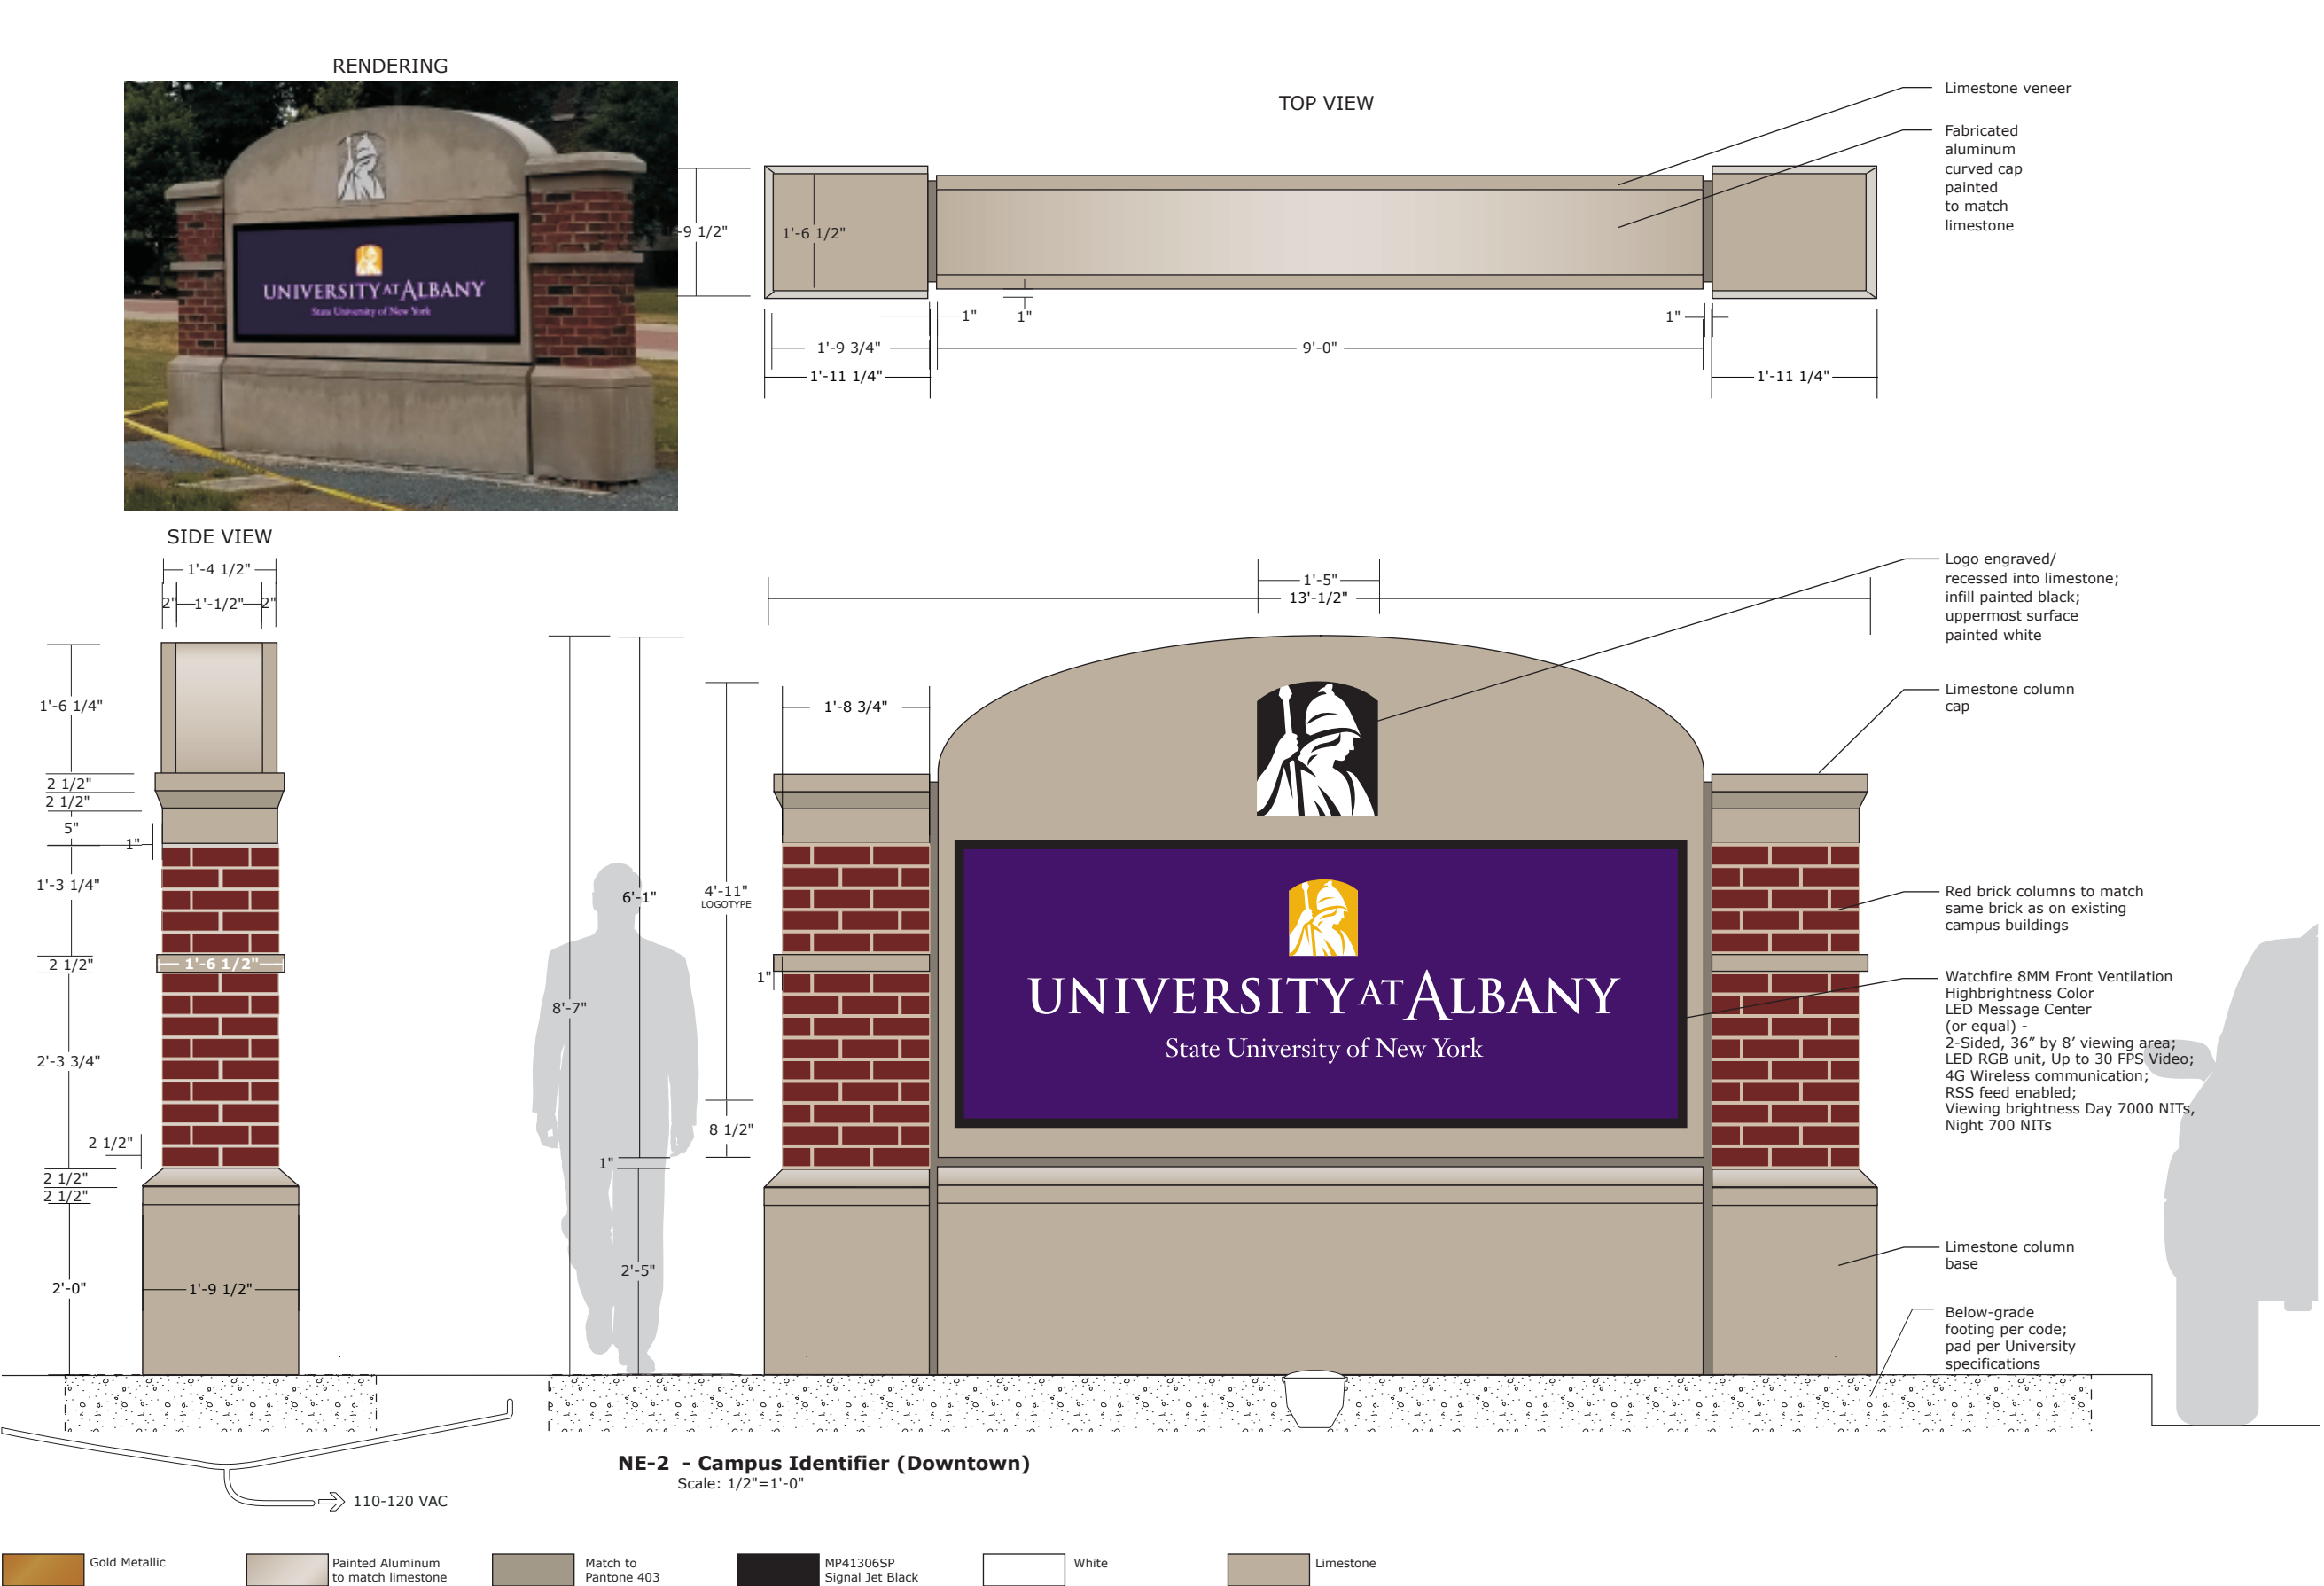 RENDERING
UNIVERSITY AT ALBANY
State University of New York
TOP VIEW
Limestone veneer
Fabricated
aluminum
curved cap
painted
to match
limestone
-9 1/2"
1'-6 1/2"
1"
1"
1"
1'-9 3/4"
9'-0"
1'-11 1/4"
1'-11 1/4"
SIDE VIEW
1'-4 1/2"
2"
1'-1/2"
2"
1'-6 1/4"
2 1/2"
2 1/2"
5"
1"
1'-3 1/4"
2 1/2"
1'-6 1/2"
2'-3 3/4"
2 1/2"
2 1/2"
2 1/2"
2'-0"
1'-9 1/2"
1'-5"
13'-1/2"
1'-8 3/4"
6'-1"
4'-11"
LOGOTYPE
1"
8'-7"
8 1/2"
1"
2'-5"
UNIVERSITY AT ALBANY
State University of New York
Logo engraved/
recessed into limestone;
infill painted black;
uppermost surface
painted white
Limestone column
cap
Red brick columns to match
same brick as on existing
campus buildings
Watchfire 8MM Front Ventilation
Highbrightness Color
LED Message Center
(or equal) -
2-Sided, 36” by 8’ viewing area;
LED RGB unit, Up to 30 FPS Video;
4G Wireless communication;
RSS feed enabled;
Viewing brightness Day 7000 NITs,
Night 700 NITs
Limestone column
base
Below-grade
footing per code;
pad per University
specifications
NE-2 - Campus Identifier (Downtown)
Scale: 1/2"=1'-0"
110-120 VAC
Gold Metallic
Painted Aluminum
to match limestone
Match to
Pantone 403
MP41306SP
Signal Jet Black
White
Limestone